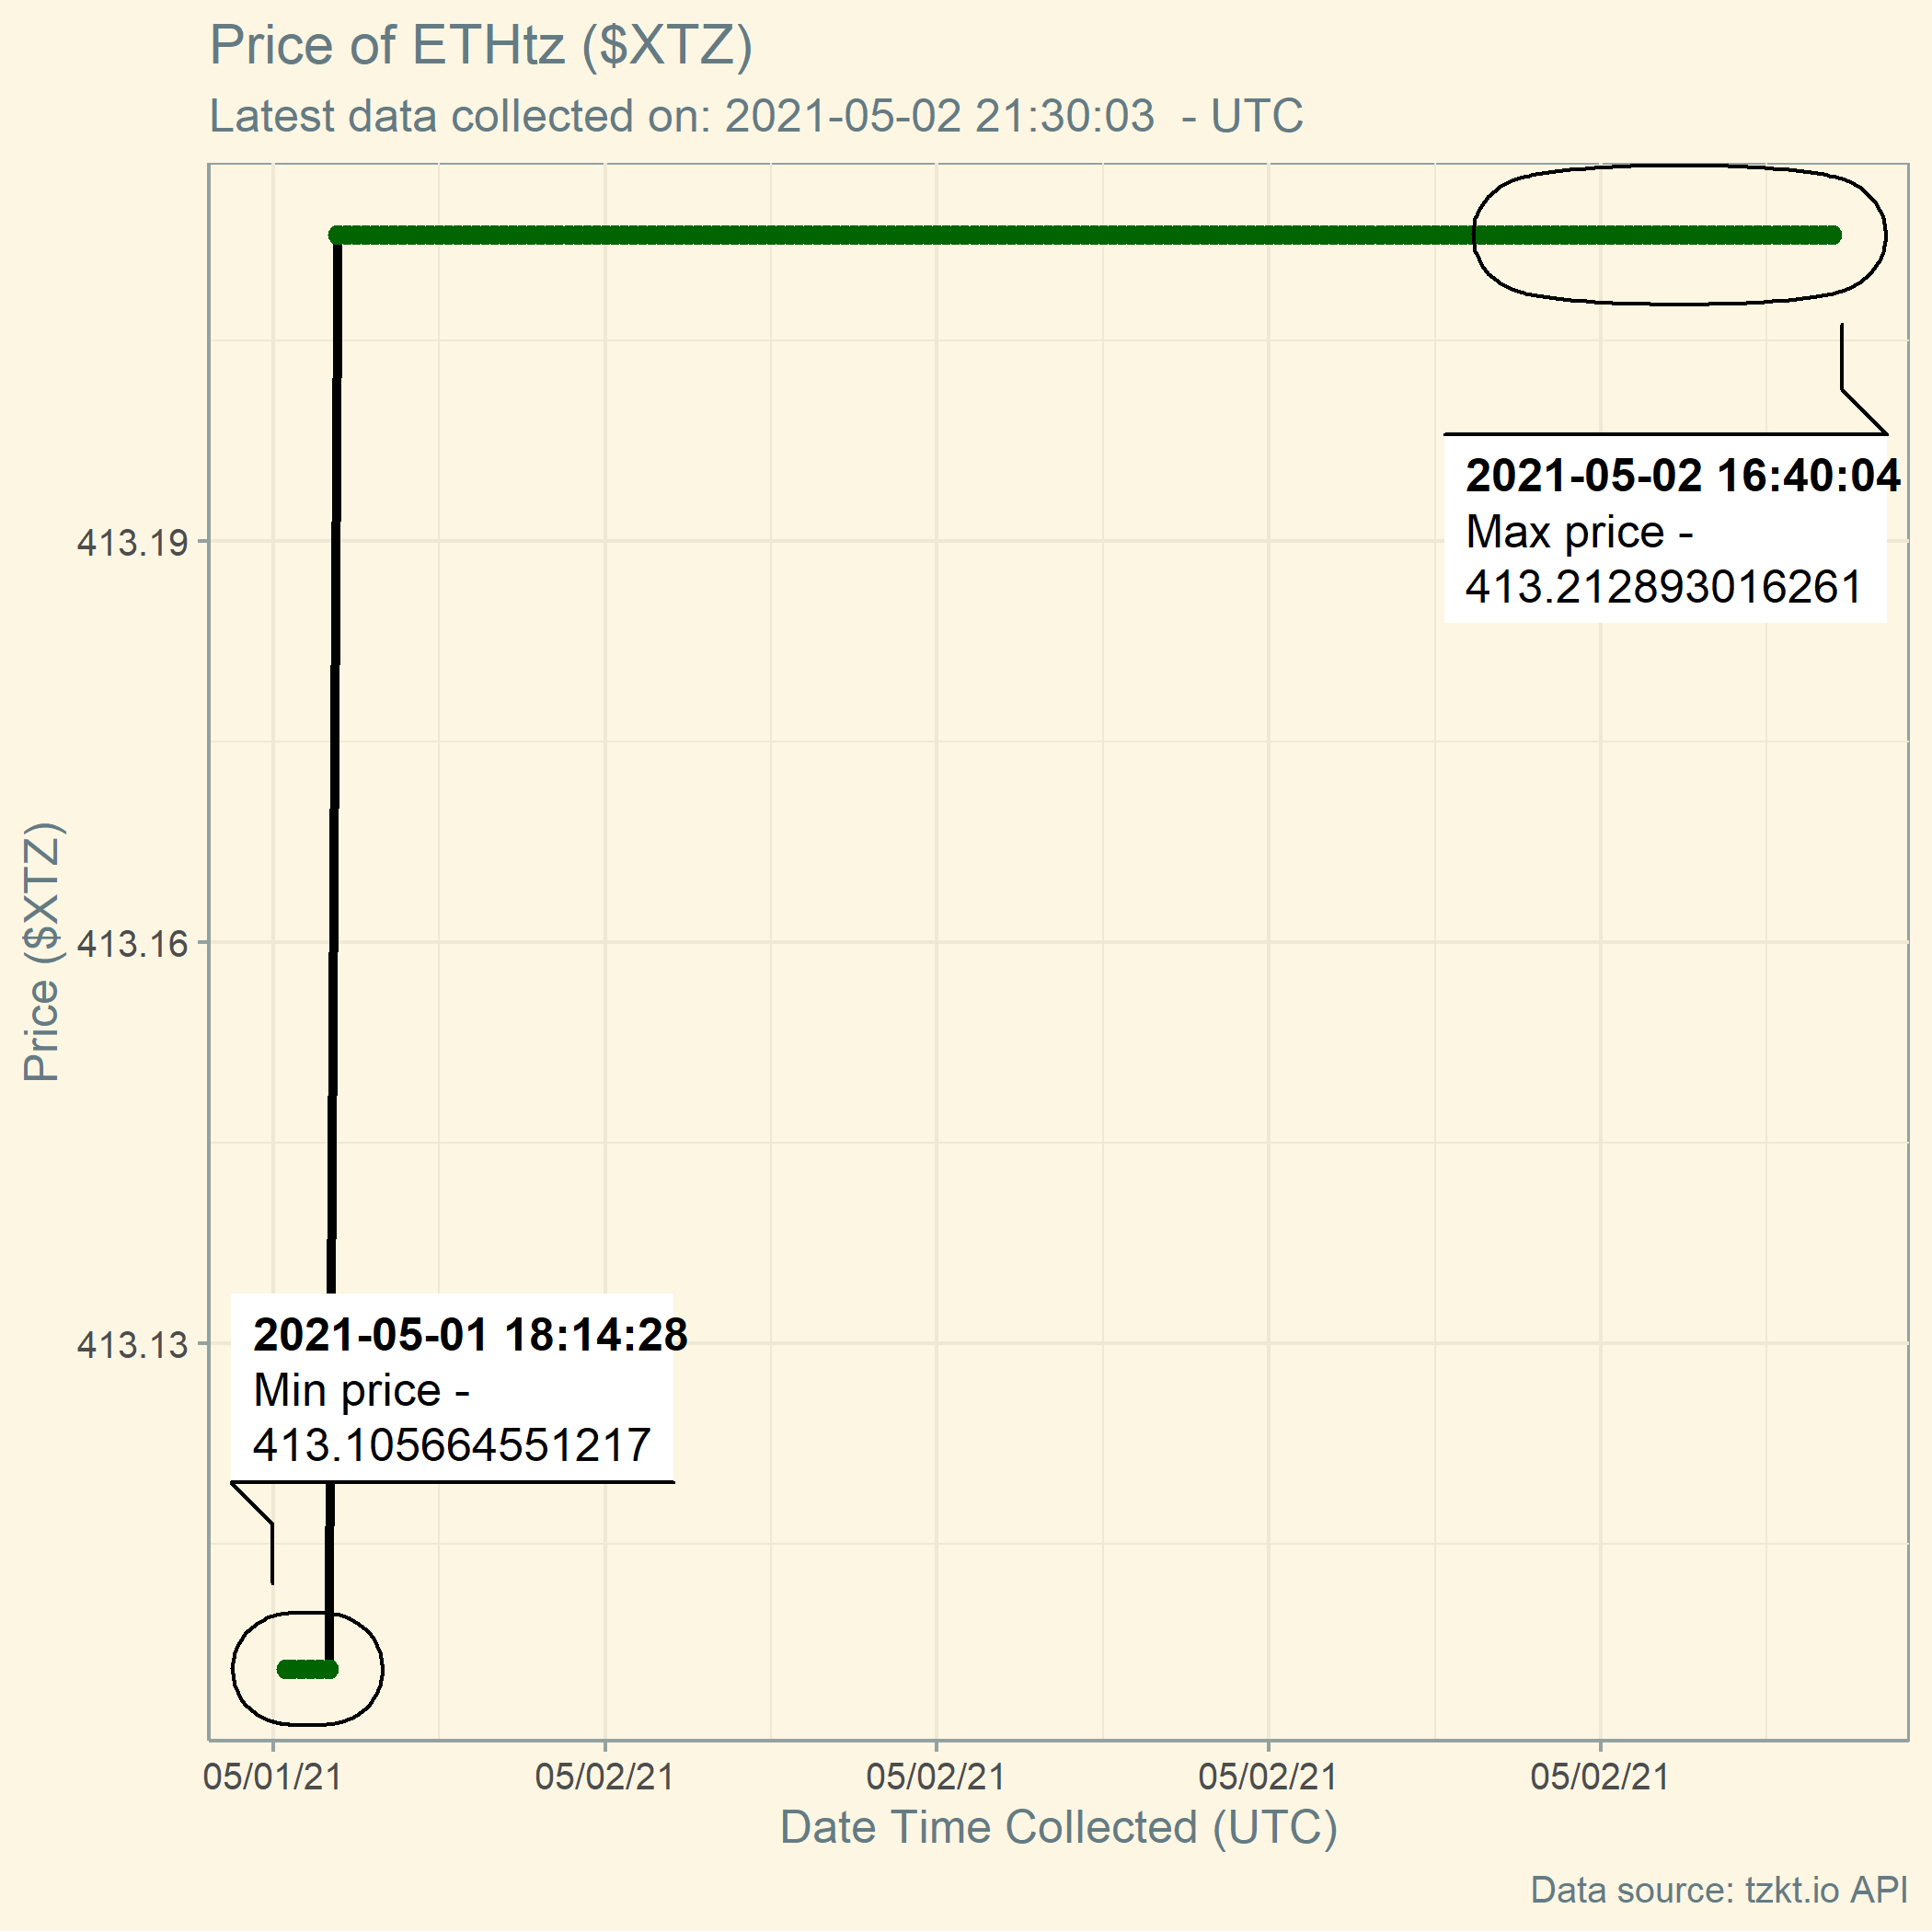 Price of ETHtz ($XTZ)
Latest data collected on: 2021-05-02 21:30:03  - UTC
2021-05-02 16:40:04
Max price -
413.212893016261
413.19
413.16
413.13
Price ($XTZ)
2021-05-01 18:14:28
Min price -
413.105664551217
05/01/21 05/02/21 05/02/21 05/02/21 05/02/21
Date Time Collected (UTC)
Data source: tzkt.io API